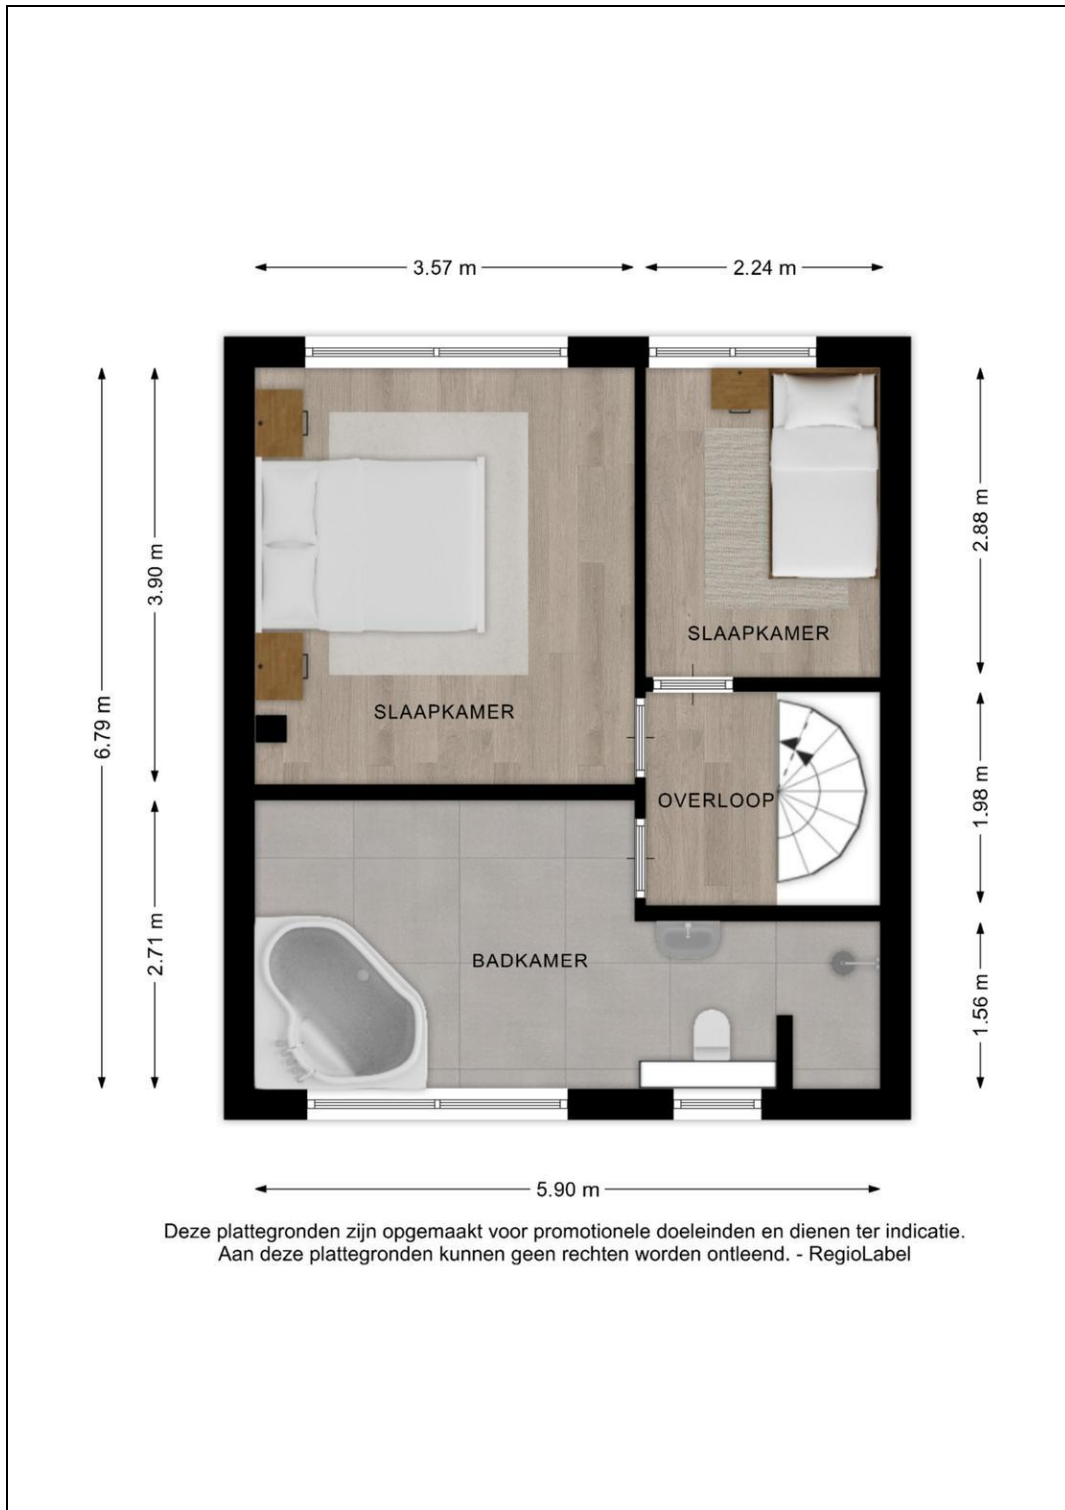 3.57 m
2.24 m
3.90 m
6.79 m
2.88 m
SLAAPKAMER
SLAAPKAMER
OVERLOOP
1.98 m
2.71 m
BADKAMER
1.56 m
5.90 m
Deze plattegronden zijn opgemaakt voor promotionele doeleinden en dienen ter indicatie.
Aan deze plattegronden kunnen geen rechten worden ontleend. - RegioLabel